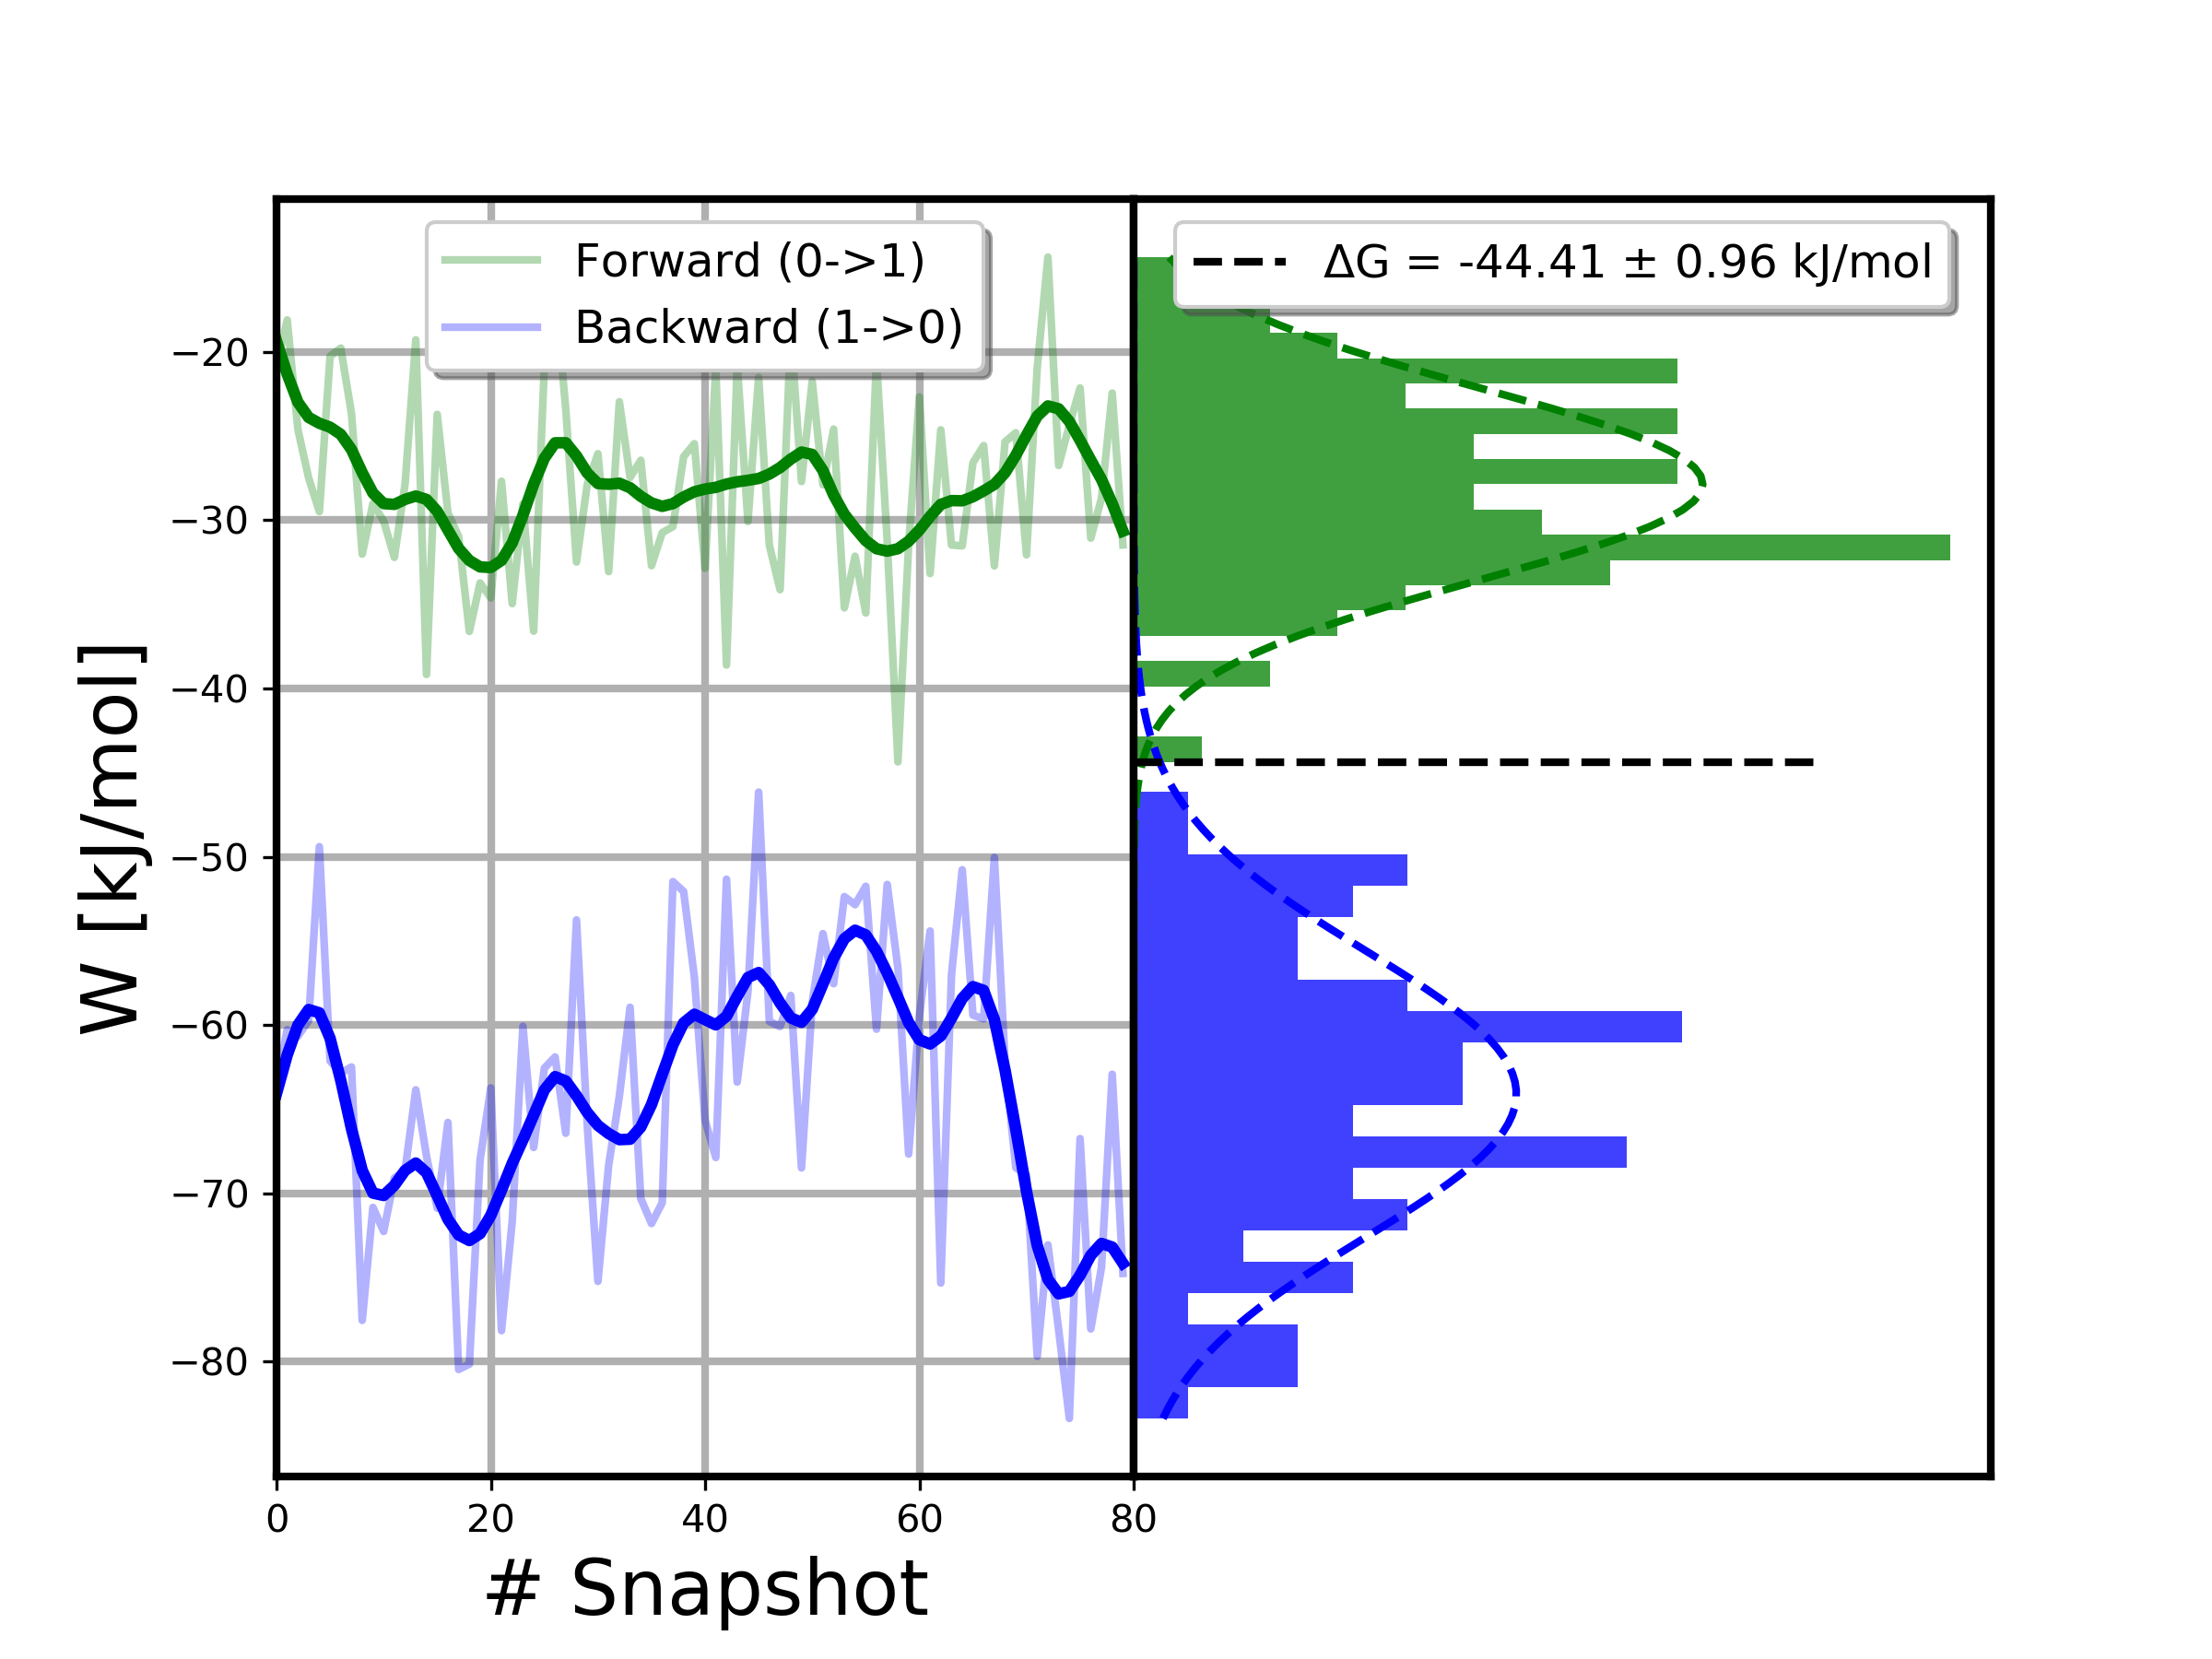 Forward (0->1)
Backward (1->0)
ΔG = -44.41 ± 0.96 kJ/mol
W [kJ/mol]
−20
−30
−40
−50
−60
−70
−80
0 20 40 60 80
# Snapshot